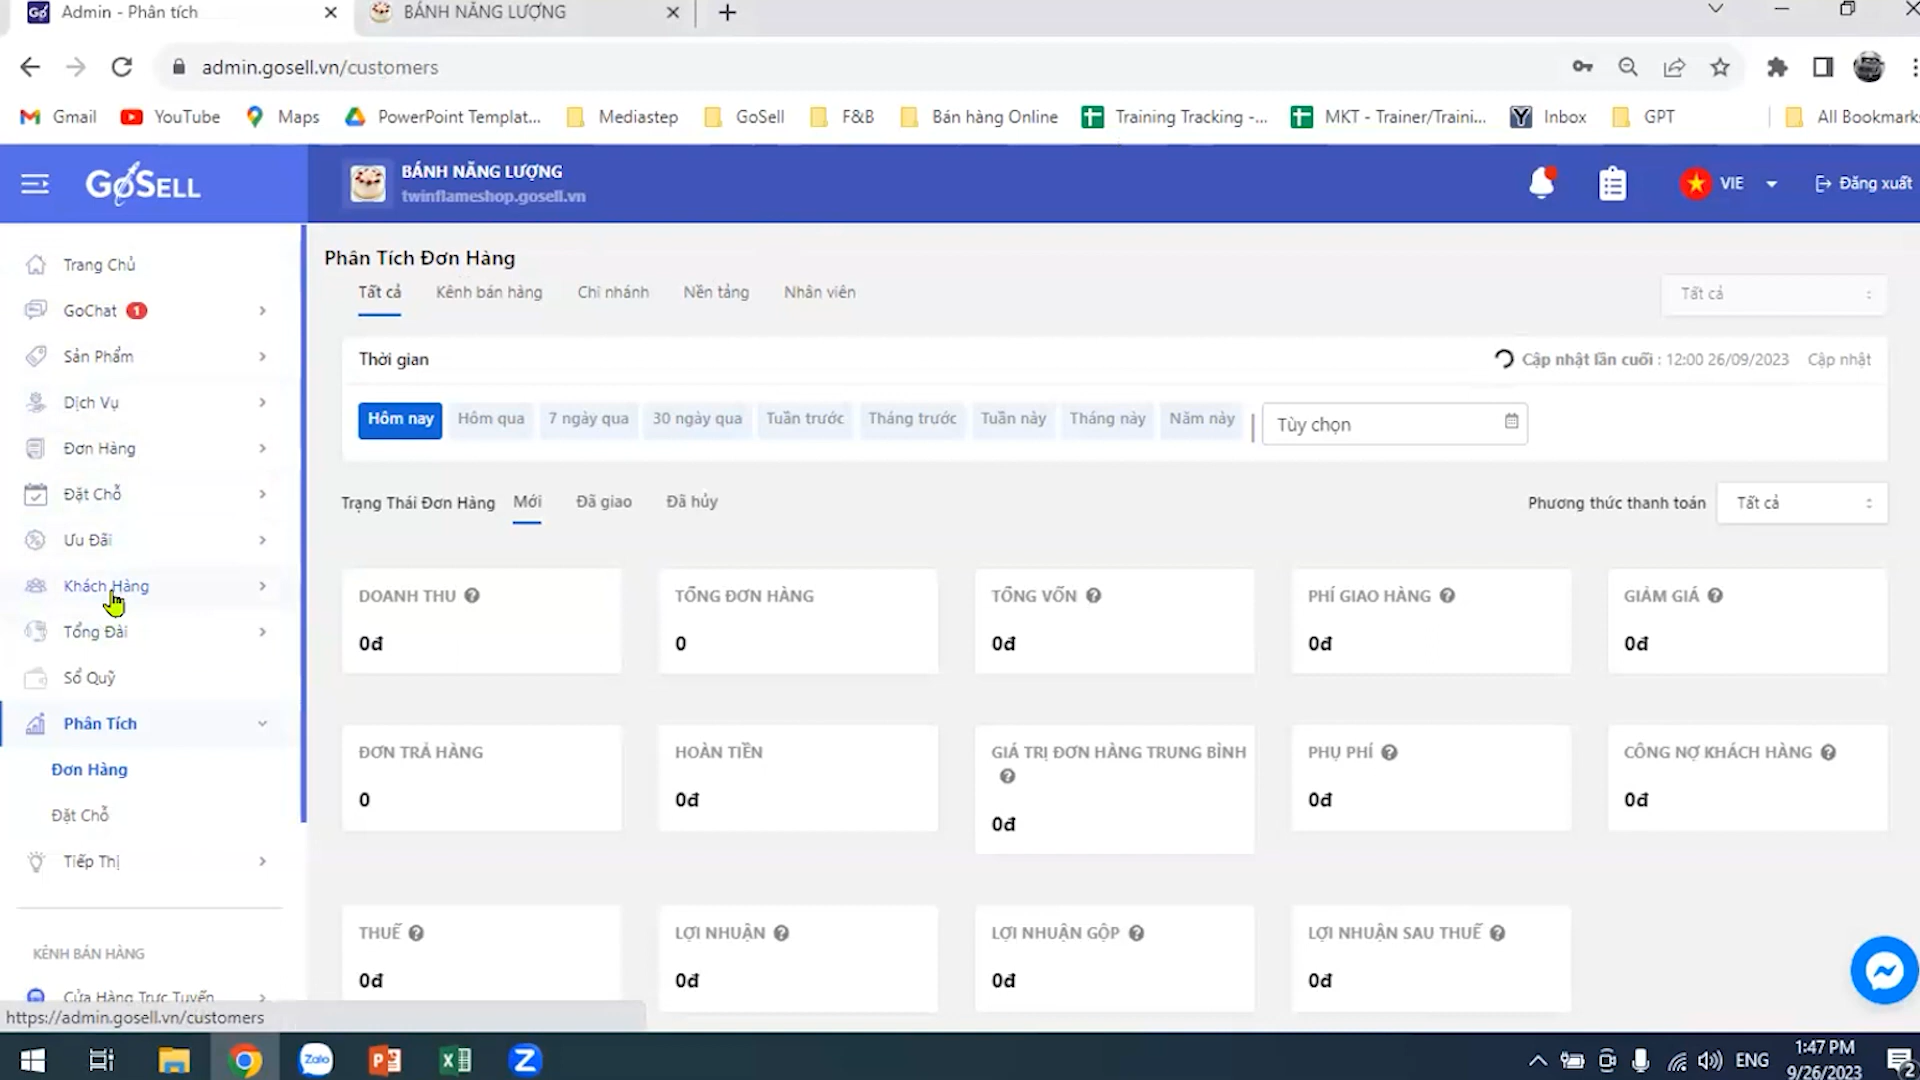 Admin - Phân tích
BÁNH NĂNG LƯỢNG
admin.gosell.vn/customers
Gmail
YouTube
Maps
PowerPoint Templat...
Mediastep
GoSell
F&B
Bán hàng Online
Training Tracking -...
MKT - Trainer/Traini...
Inbox
GPT
All Bookmarks
GoSELL
BÁNH NĂNG LƯỢNG
twinflameshop.gosell.vn
VIE
Đăng xuất
Trang Chủ
GoChat 1
Sản Phẩm
Dịch Vụ
Đơn Hàng
Đặt Chỗ
Ưu Đãi
Khách Hàng
Tổng Đài
Sổ Quỹ
Phân Tích
Đơn Hàng
Đặt Chỗ
Tiếp Thị
KÊNH BÁN HÀNG
Cửa Hàng Trực Tuyến
https://admin.gosell.vn/customers
Phân Tích Đơn Hàng
Tất cả Kênh bán hàng Chi nhánh Nền tảng Nhân viên
Tất cả
Thời gian
Cập nhật lần cuối : 12:00 26/09/2023 Cập nhật
Hôm nay Hôm qua 7 ngày qua 30 ngày qua Tuần trước Tháng trước Tuần này Tháng này Năm này | Tùy chọn
Trạng Thái Đơn Hàng Mới Đã giao Đã hủy
Phương thức thanh toán Tất cả
DOANH THU
0đ
TỔNG ĐƠN HÀNG
0
TỔNG VỐN
0đ
PHÍ GIAO HÀNG
0đ
GIẢM GIÁ
0đ
ĐƠN TRẢ HÀNG
0
HOÀN TIỀN
0đ
GIÁ TRỊ ĐƠN HÀNG TRUNG BÌNH
0đ
PHỤ PHÍ
0đ
CÔNG NỢ KHÁCH HÀNG
0đ
THUẾ
0đ
LỢI NHUẬN
0đ
LỢI NHUẬN GỘP
0đ
LỢI NHUẬN SAU THUẾ
0đ
Zalo
ENG
1:47 PM
9/26/2023
2